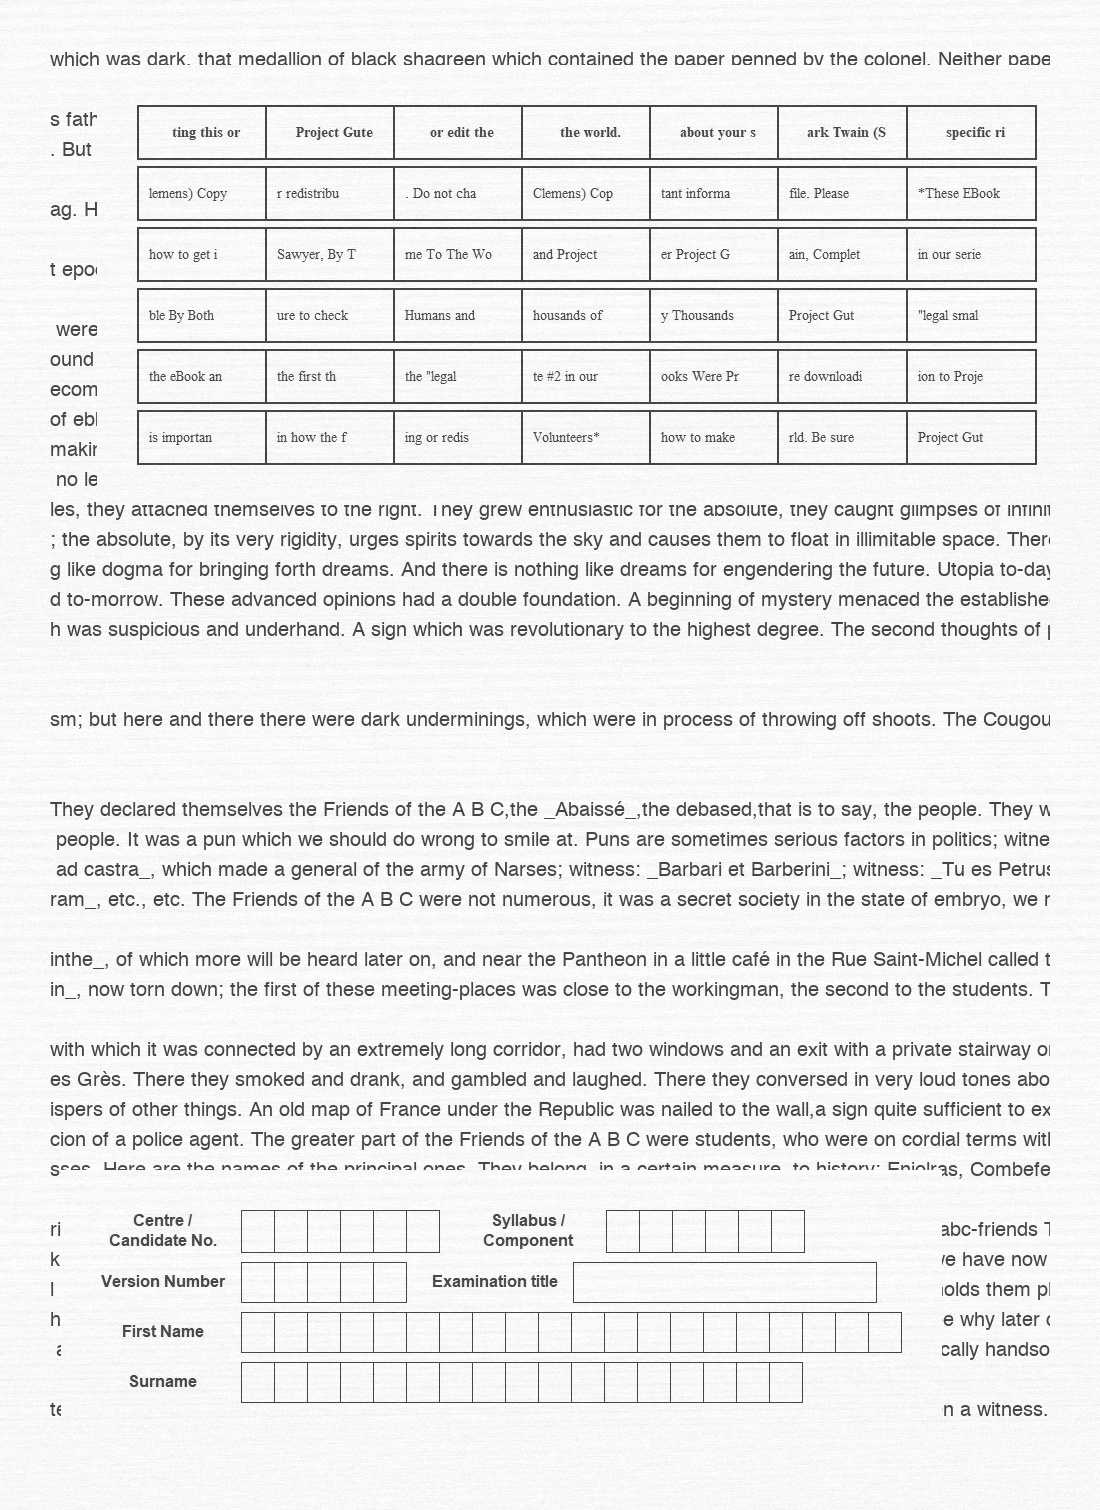 which was dark, that medallion of black shagreen which contained the paper penned by the colonel. Neither pape
s fath
. But
ting this or Project Gute or edit the the world. about your s ark Twain (S specific ri
lemens) Copy r redistribu . Do not cha Clemens) Cop tant informa file. Please *These EBook
ag. H
how to get i Sawyer, By T me To The Wo and Project er Project G ain, Complet in our serie
t epo
ble By Both ure to check Humans and housands of y Thousands Project Gut "legal smal
were
ound
the eBook an the first th the "legal te #2 in our ooks Were Pr re downloadi ion to Proje
ecom
of eb
is importan in how the f ing or redis Volunteers* how to make rld. Be sure Project Gut
makin
no le
les, they attached themselves to the right. They grew enthusiastic for the absolute, they caught glimpses of infinit
; the absolute, by its very rigidity, urges spirits towards the sky and causes them to float in illimitable space. There
g like dogma for bringing forth dreams. And there is nothing like dreams for engendering the future. Utopia to-day
d to-morrow. These advanced opinions had a double foundation. A beginning of mystery menaced the establishe
h was suspicious and underhand. A sign which was revolutionary to the highest degree. The second thoughts of
sm; but here and there there were dark underminings, which were in process of throwing off shoots. The Cougou
They declared themselves the Friends of the A B C,the _Abaissé_,the debased,that is to say, the people. They w
people. It was a pun which we should do wrong to smile at. Puns are sometimes serious factors in politics; witne
ad castra_, which made a general of the army of Narses; witness: _Barbari et Barberini_; witness: _Tu es Petrus
ram_, etc., etc. The Friends of the A B C were not numerous, it was a secret society in the state of embryo, we
inthe_, of which more will be heard later on, and near the Pantheon in a little café in the Rue Saint-Michel called t
in_, now torn down; the first of these meeting-places was close to the workingman, the second to the students. T
with which it was connected by an extremely long corridor, had two windows and an exit with a private stairway or
es Grès. There they smoked and drank, and gambled and laughed. There they conversed in very loud tones abo
ispers of other things. An old map of France under the Republic was nailed to the wall,a sign quite sufficient to ex
cion of a police agent. The greater part of the Friends of the A B C were students, who were on cordial terms with
sses. Here are the names of the principal ones. They belong, in a certain measure, to history: Enjolras, Combefe
Centre / Candidate No. Syllabus / Component
ri abc-friends T
k ve have now
Version Number Examination title
l olds them pl
h e why later
First Name
cally handso
Surname
te n a witness.